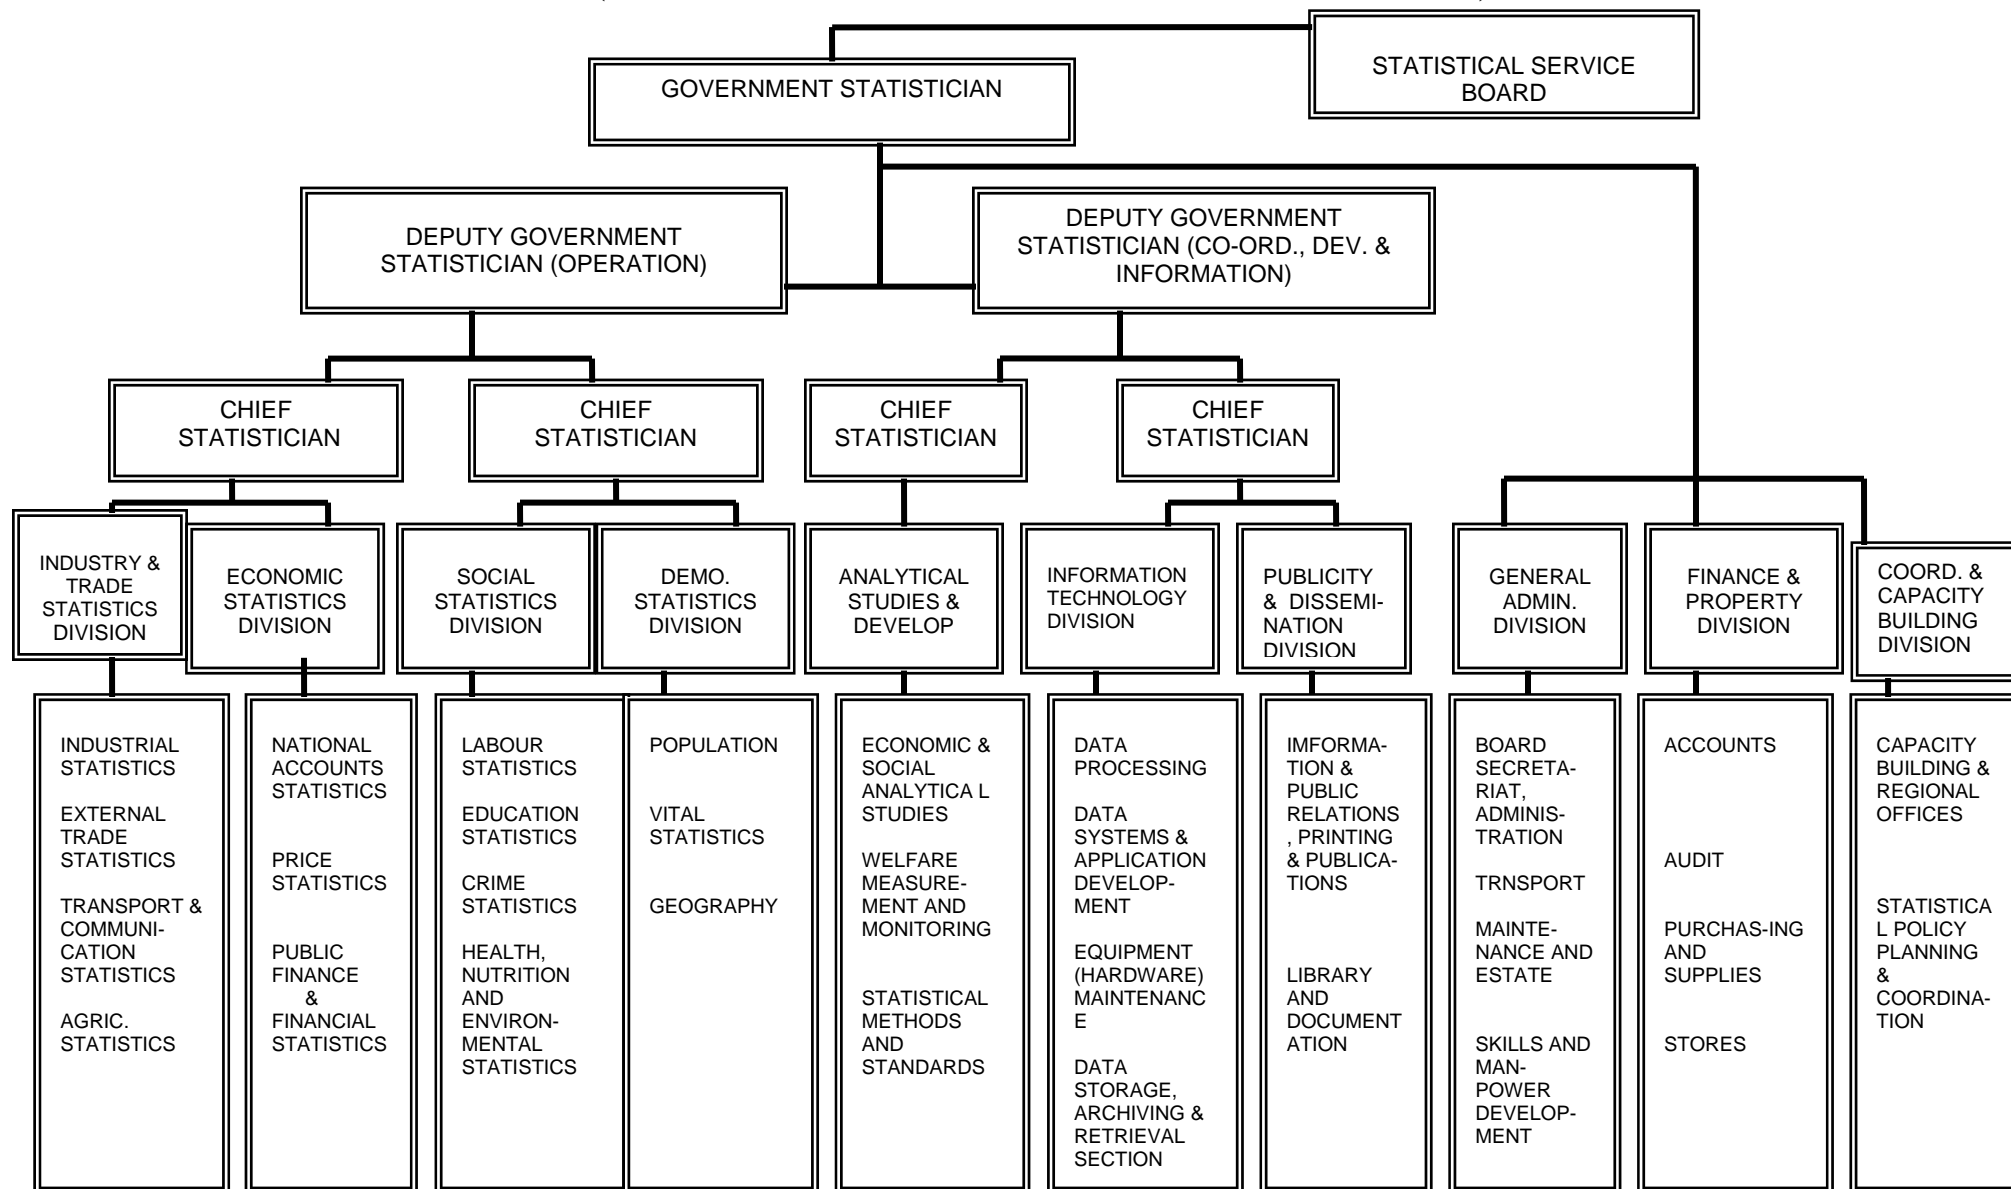 GOVERNMENT STATISTICIAN
STATISTICAL SERVICE
BOARD
DEPUTY GOVERNMENT
STATISTICIAN (OPERATION)
DEPUTY GOVERNMENT
STATISTICIAN (CO-ORD., DEV. &
INFORMATION)
CHIEF
STATISTICIAN
CHIEF
STATISTICIAN
CHIEF
STATISTICIAN
CHIEF
STATISTICIAN
INDUSTRY &
TRADE
STATISTICS
DIVISION
ECONOMIC
STATISTICS
DIVISION
SOCIAL
STATISTICS
DIVISION
DEMO.
STATISTICS
DIVISION
ANALYTICAL
STUDIES &
DEVELOP
INFORMATION
TECHNOLOGY
DIVISION
PUBLICITY
& DISSEMI-
NATION
DIVISION
GENERAL
ADMIN.
DIVISION
FINANCE &
PROPERTY
DIVISION
COORD. &
CAPACITY
BUILDING
DIVISION
INDUSTRIAL
STATISTICS
EXTERNAL
TRADE
STATISTICS
TRANSPORT &
COMMUNI-
CATION
STATISTICS
AGRIC.
STATISTICS
NATIONAL
ACCOUNTS
STATISTICS
PRICE
STATISTICS
PUBLIC
FINANCE
&
FINANCIAL
STATISTICS
LABOUR
STATISTICS
EDUCATION
STATISTICS
CRIME
STATISTICS
HEALTH,
NUTRITION
AND
ENVIRON-
MENTAL
STATISTICS
POPULATION
VITAL
STATISTICS
GEOGRAPHY
ECONOMIC &
SOCIAL
ANALYTICA L
STUDIES
WELFARE
MEASURE-
MENT AND
MONITORING
STATISTICAL
METHODS
AND
STANDARDS
DATA
PROCESSING
DATA
SYSTEMS &
APPLICATION
DEVELOP-
MENT
EQUIPMENT
(HARDWARE)
MAINTENANC
E
DATA
STORAGE,
ARCHIVING &
RETRIEVAL
SECTION
IMFORMA-
TION &
PUBLIC
RELATIONS
, PRINTING
& PUBLICA-
TIONS
LIBRARY
AND
DOCUMENT
ATION
BOARD
SECRETA-
RIAT,
ADMINIS-
TRATION
TRNSPORT
MAINTE-
NANCE AND
ESTATE
SKILLS AND
MAN-
POWER
DEVELOP-
MENT
ACCOUNTS
AUDIT
PURCHAS-ING
AND
SUPPLIES
STORES
CAPACITY
BUILDING &
REGIONAL
OFFICES
STATISTICA
L POLICY
PLANNING
&
COORDINA-
TION